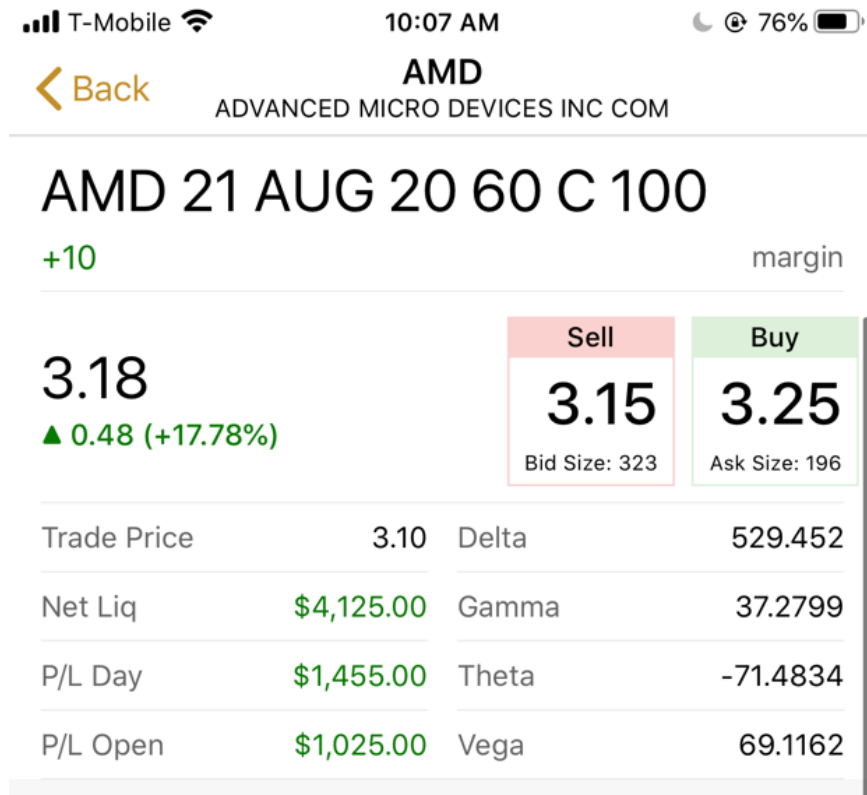 T-Mobile 10:07 AM 76%
Back
AMD
ADVANCED MICRO DEVICES INC COM
AMD 21 AUG 20 60 C 100
+10 margin
Sell Buy
3.18 3.15 3.25
▲ 0.48 (+17.78%)
Bid Size: 323 Ask Size: 196
Trade Price 3.10 Delta 529.452
Net Liq $4,125.00 Gamma 37.2799
P/L Day $1,455.00 Theta -71.4834
P/L Open $1,025.00 Vega 69.1162